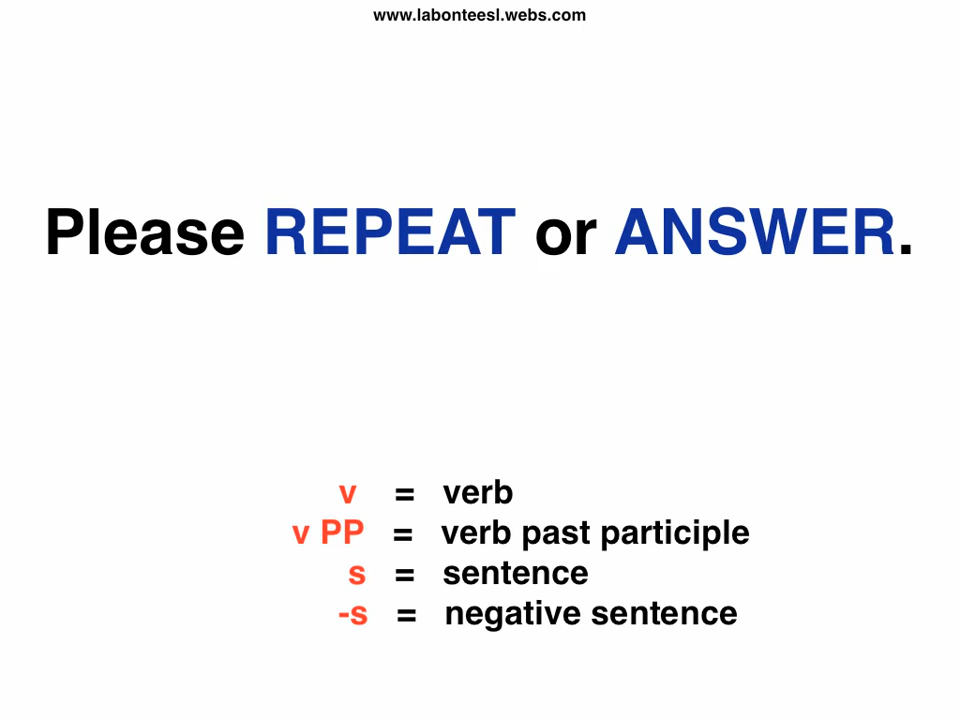 www.labonteesl.webs.com
Please REPEAT or ANSWER.
v = verb
v PP = verb past participle
s = sentence
-s = negative sentence